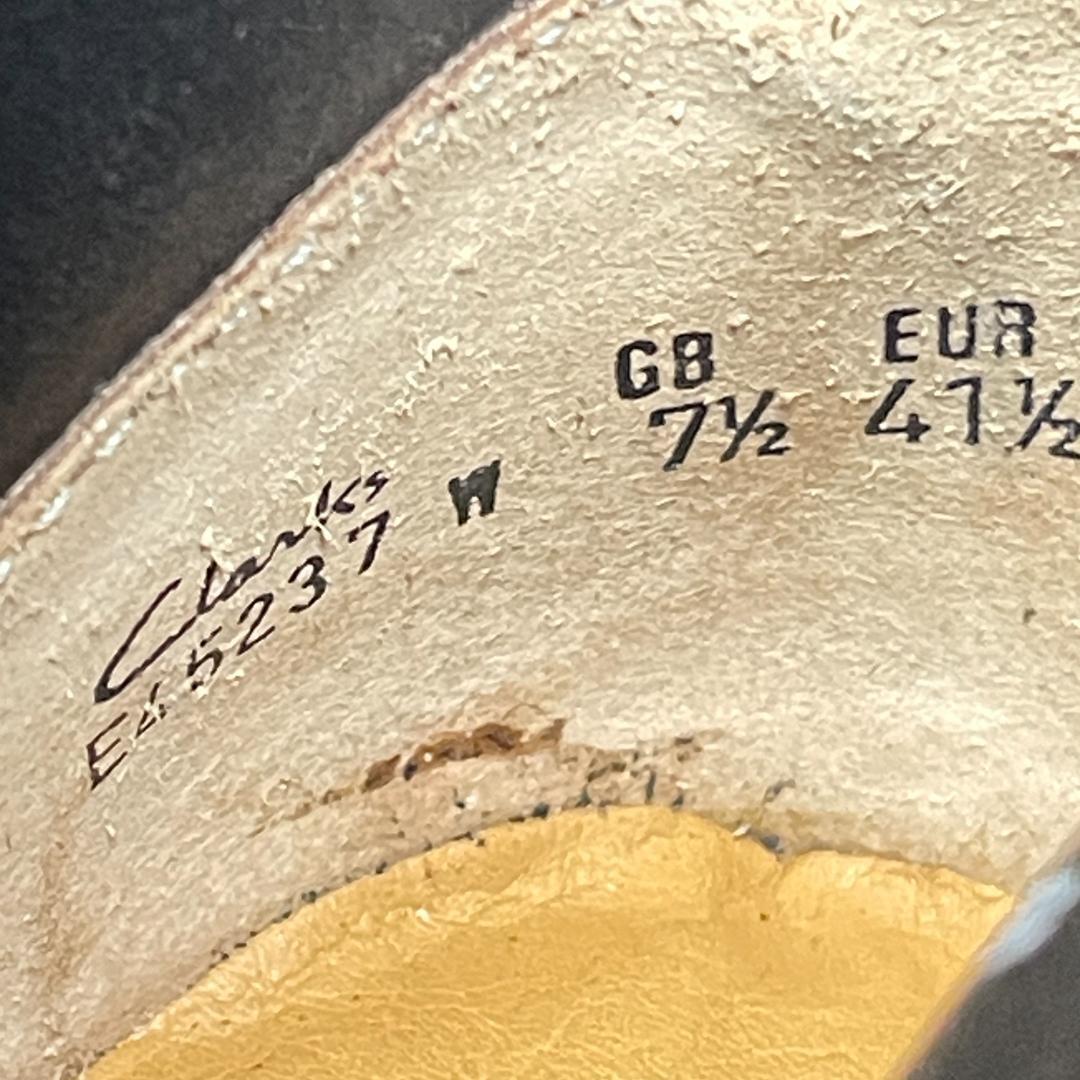 GB EUR
7½ 41½
Clarks W
E45237